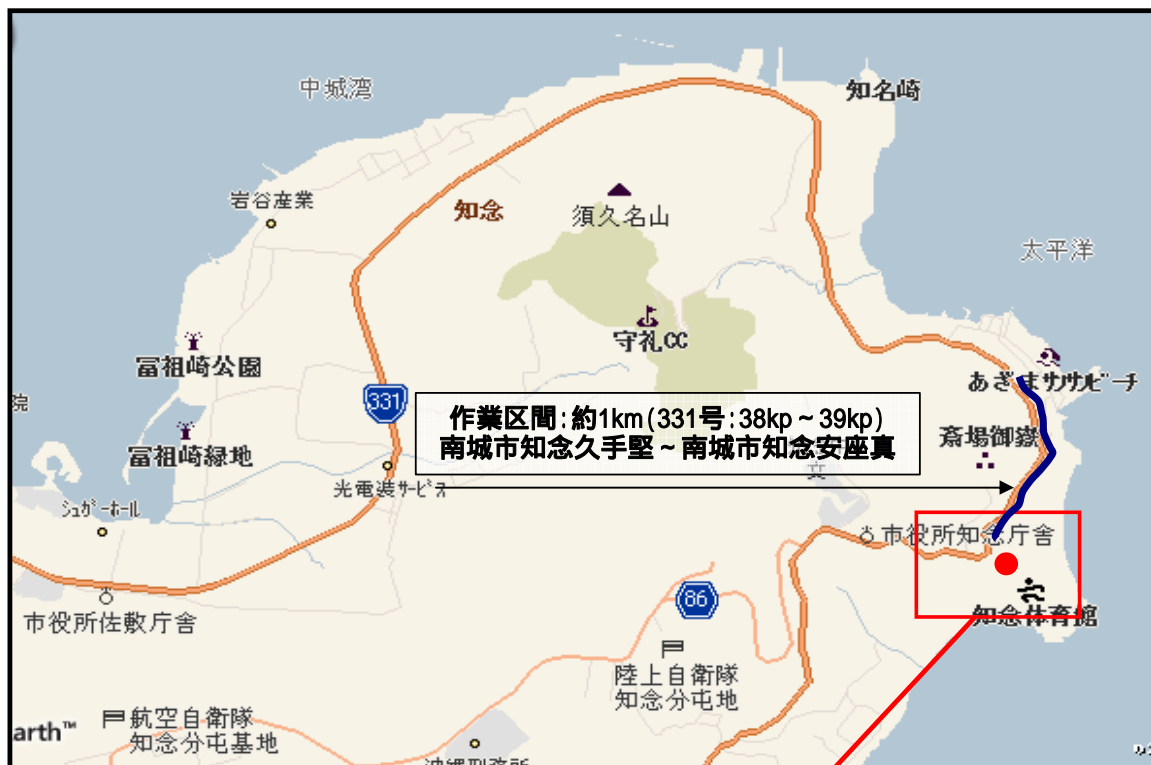 中城湾
知名崎
岩谷産業
知念
須久名山
太平洋
守礼CC
冨祖崎公園
あざまサンサンビーチ
331
院
作業区間:約1km(331号:38kp～39kp)
南城市知念久手堅～南城市知念安座真
斎場御嶽
冨祖崎緑地
光電装サービス
文
シュガーホール
市役所知念庁舎
86
知念体育館
市役所佐敷庁舎
陸上自衛隊
知念分屯地
航空自衛隊
知念分屯基地
arth™